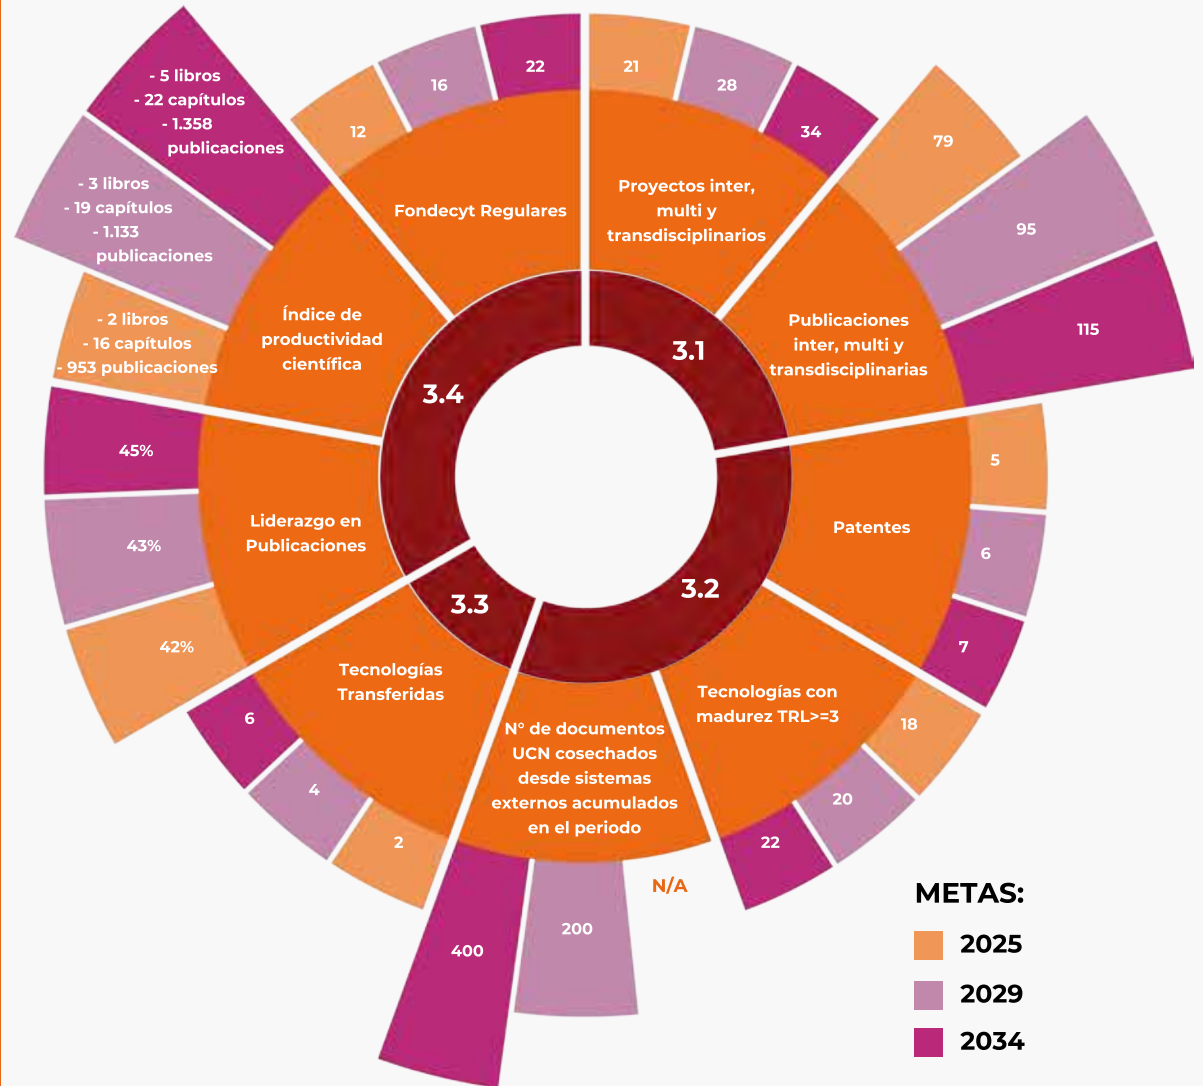 3.1
Proyectos inter,
multi y
transdisciplinarios
21
28
34
Publicaciones
inter, multi y
transdisciplinarias
79
95
115
3.2
Patentes
5
6
7
Tecnologías con
madurez TRL>=3
18
20
22
N° de documentos
UCN cosechados
desde sistemas
externos acumulados
en el periodo
N/A
200
400
3.3
Tecnologías
Transferidas
2
4
6
3.4
Liderazgo en
Publicaciones
42%
43%
45%
Índice de
productividad
científica
- 2 libros
- 16 capítulos
- 953 publicaciones
- 3 libros
- 19 capítulos
- 1.133
publicaciones
- 5 libros
- 22 capítulos
- 1.358
publicaciones
Fondecyt Regulares
12
16
22
METAS:
2025
2029
2034